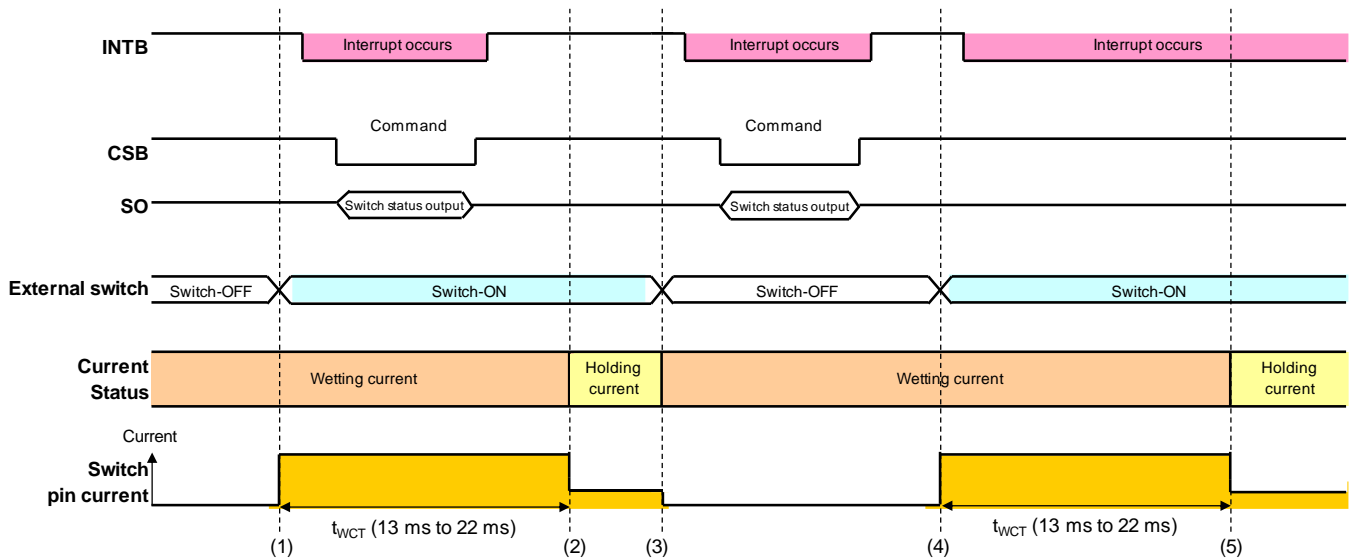 INTB
Interrupt occurs
Interrupt occurs
Interrupt occurs
Command
Command
CSB
SO
Switch status output
Switch status output
External switch
Switch-OFF
Switch-ON
Switch-OFF
Switch-ON
Current
Status
Wetting current
Holding
current
Wetting current
Holding
current
Current
Switch
pin current
tWCT (13 ms to 22 ms)
tWCT (13 ms to 22 ms)
(1)
(2)
(3)
(4)
(5)